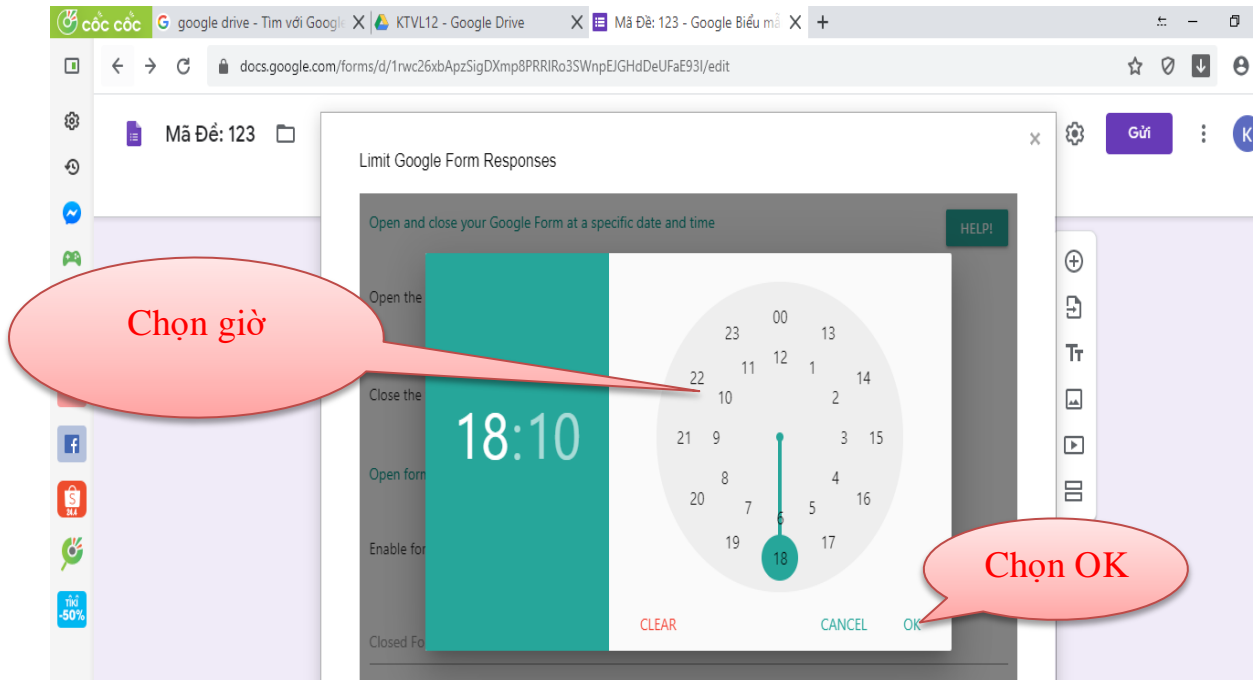 cốc cốc
google drive - Tìm với Google
KTVL12 - Google Drive
Mã Đề: 123 - Google Biểu mẫ
docs.google.com/forms/d/1rwc26xbApzSigDXmp8PRRIRo3SWnpEJGHdDeUFaE93I/edit
Mã Đề: 123
Gửi
K
Limit Google Form Responses
Open and close your Google Form at a specific date and time
HELP!
Open the
Close the
Open form
Enable for
Closed Fo
Chọn giờ
18:10
00
23 13
12
11 1
22 14
10 2
21 9 3 15
8 4
20 16
7 5
6
19 17
18
CLEAR CANCEL OK
Chọn OK
S
24.4
TIKI
-50%